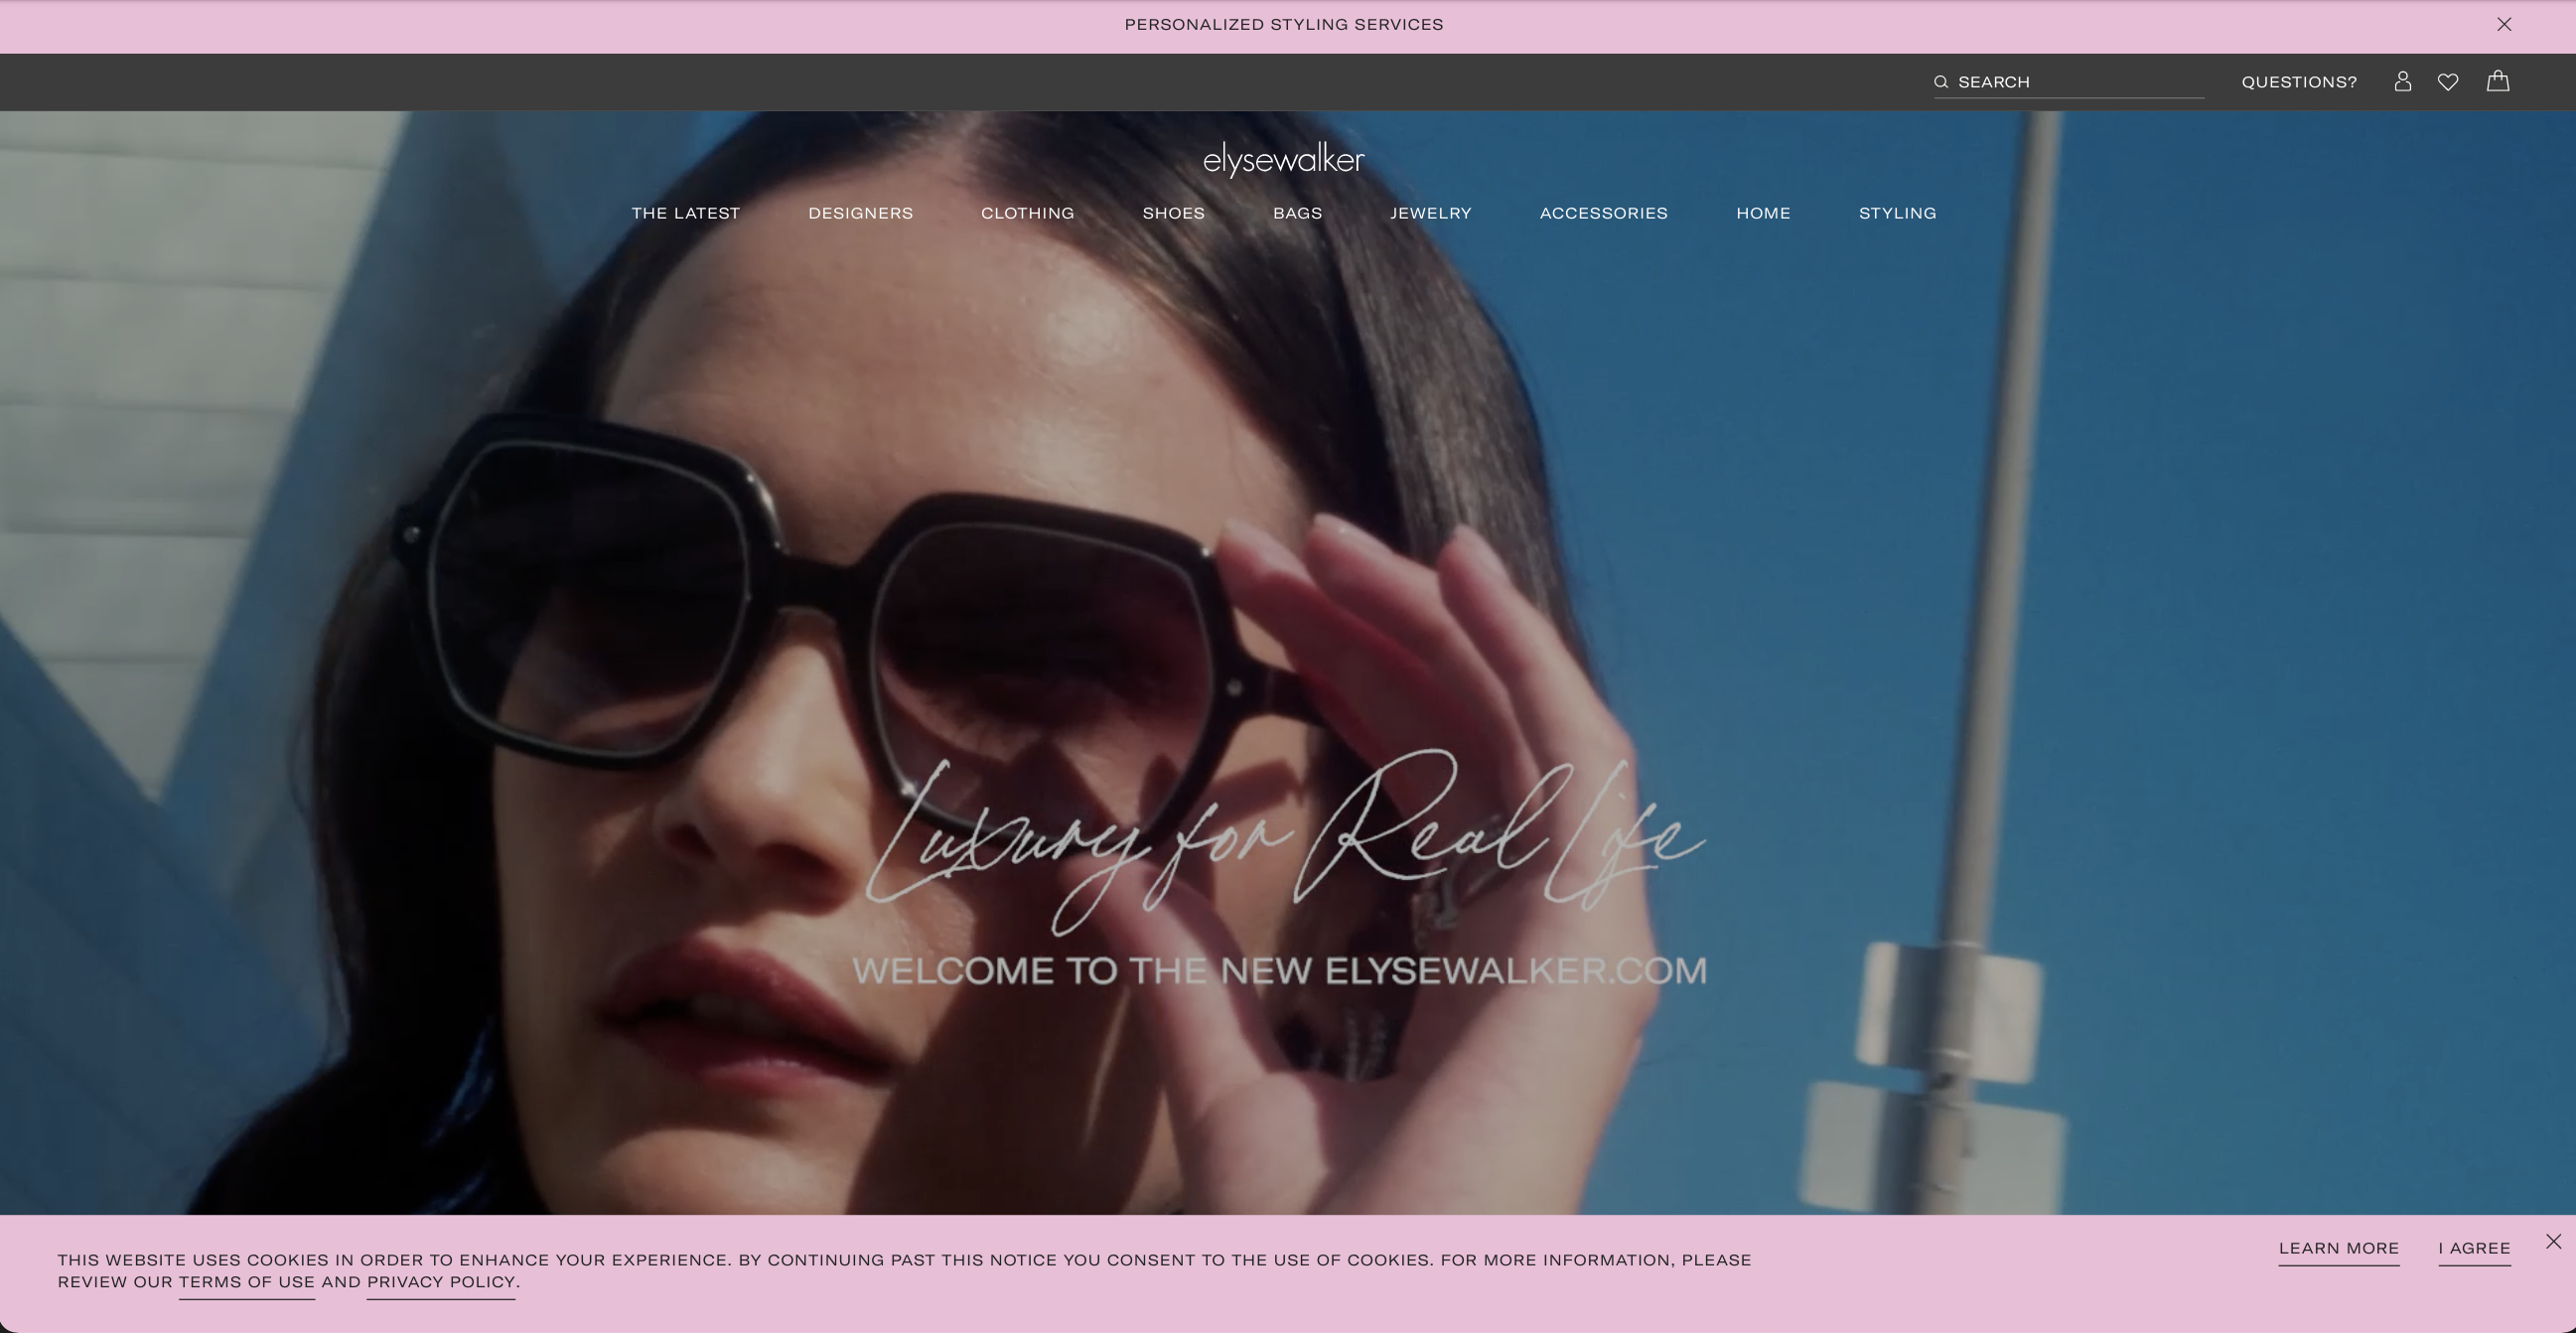 PERSONALIZED STYLING SERVICES
SEARCH
QUESTIONS?
elysewalker
THE LATEST
DESIGNERS
CLOTHING
SHOES
BAGS
JEWELRY
ACCESSORIES
HOME
STYLING
Luxury for Real Life
WELCOME TO THE NEW ELYSEWALKER.COM
THIS WEBSITE USES COOKIES IN ORDER TO ENHANCE YOUR EXPERIENCE. BY CONTINUING PAST THIS NOTICE YOU CONSENT TO THE USE OF COOKIES. FOR MORE INFORMATION, PLEASE
REVIEW OUR TERMS OF USE AND PRIVACY POLICY.
LEARN MORE
I AGREE